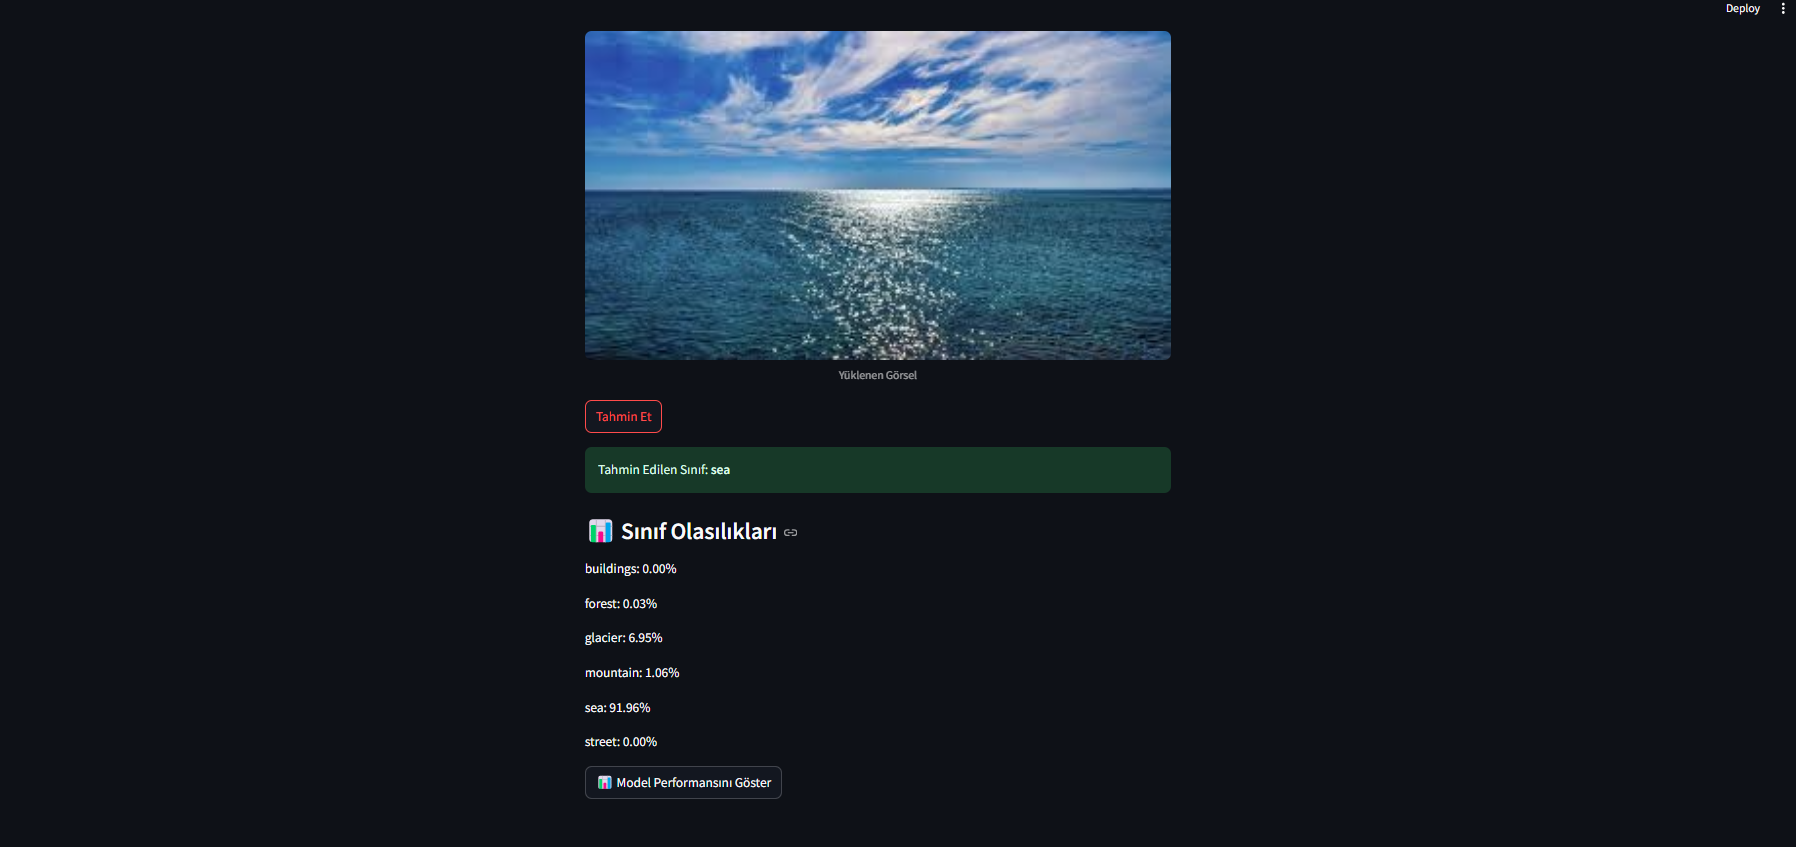 Deploy
Yüklenen Görsel
Tahmin Et
Tahmin Edilen Sınıf: sea
Sınıf Olasılıkları
buildings: 0.00%
forest: 0.03%
glacier: 6.95%
mountain: 1.06%
sea: 91.96%
street: 0.00%
Model Performansını Göster